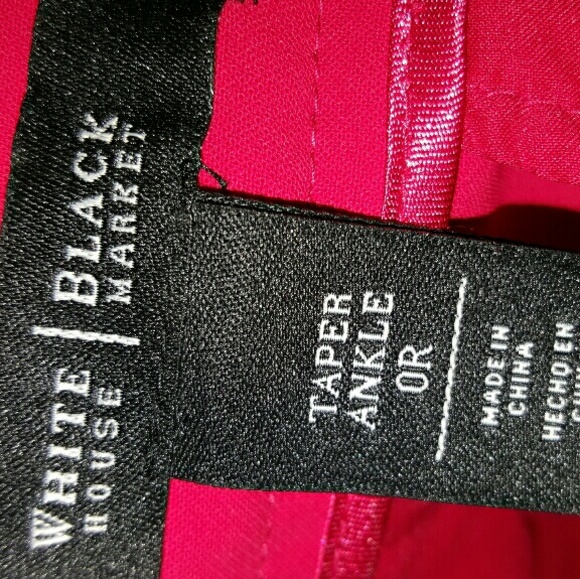 WHITE | BLACK
HOUSE | MARKET
TAPER
ANKLE
0R
MADE IN
CHINA
HECHO EN